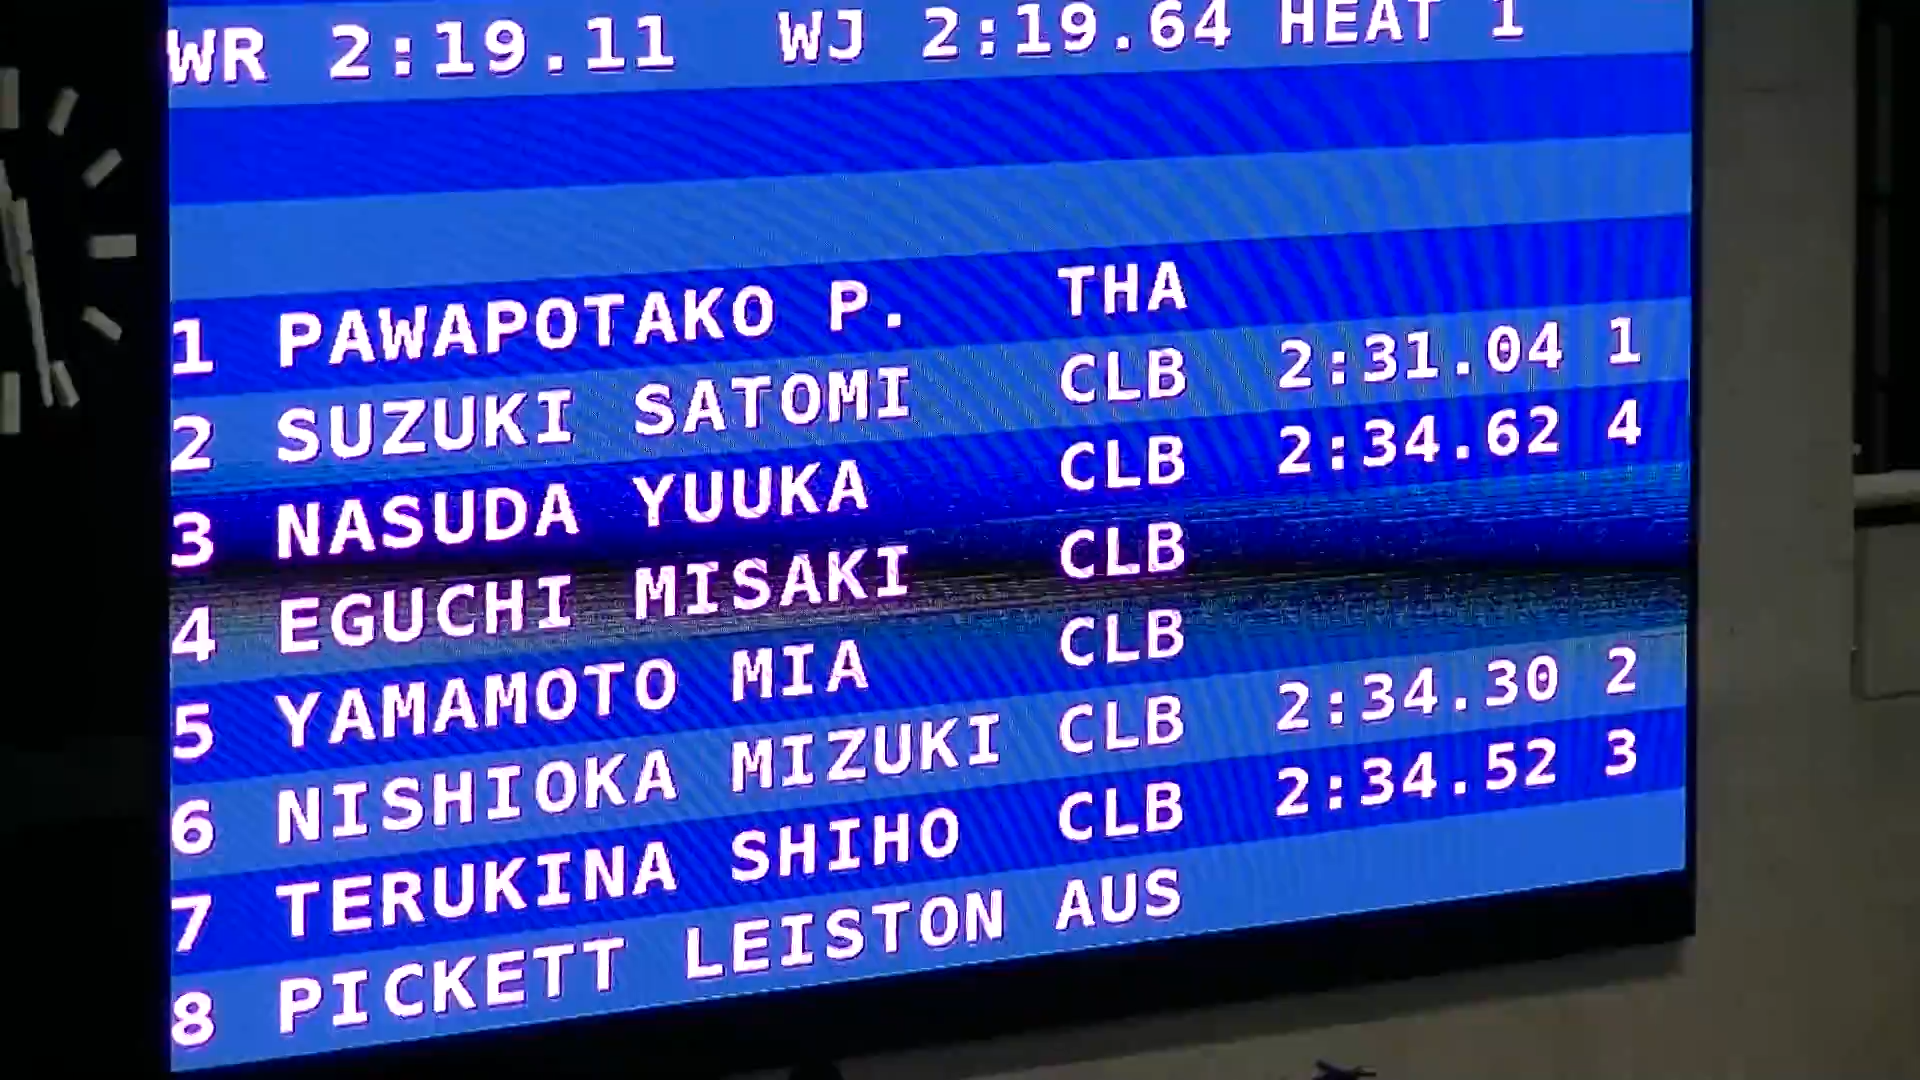 WR 2:19.11 WJ 2:19.64 HEAT 1
1 PAWAPOTAKO P. THA
2 SUZUKI SATOMI CLB 2:31.04 1
3 NASUDA YUUKA CLB 2:34.62 4
4 EGUCHI MISAKI CLB
5 YAMAMOTO MIA CLB
6 NISHIOKA MIZUKI CLB 2:34.30 2
7 TERUKINA SHIHO CLB 2:34.52 3
8 PICKETT LEISTON AUS